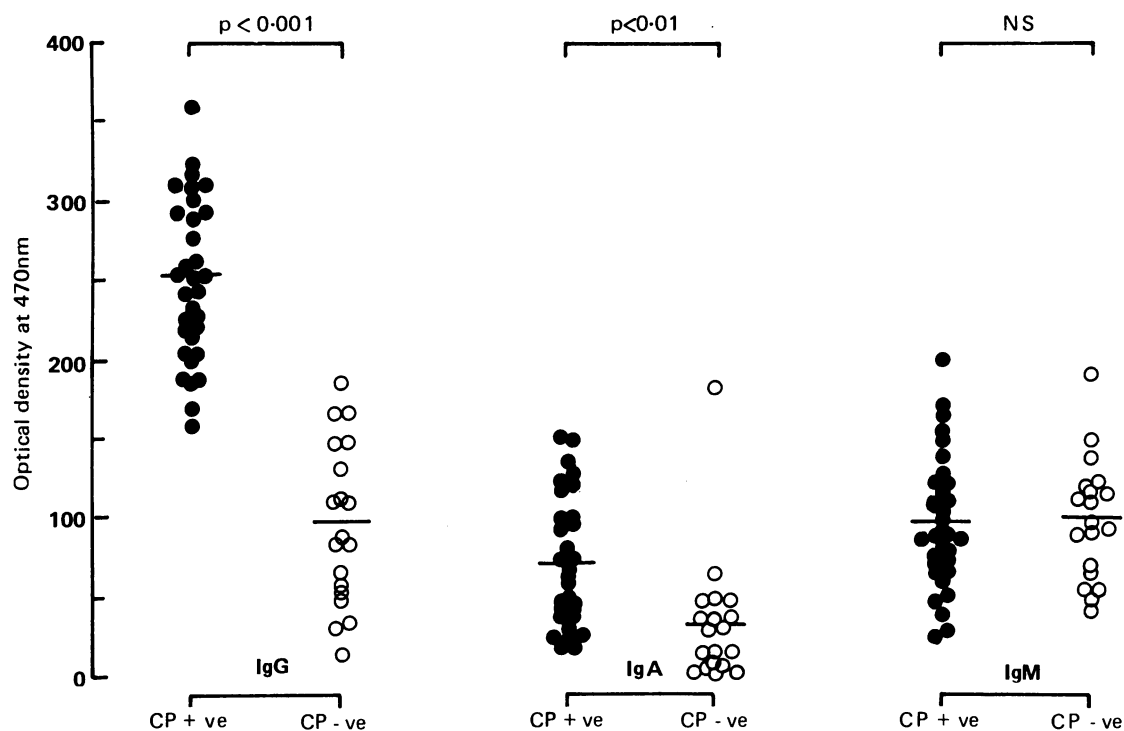 p < 0·001
p<0·01
NS
400
300
200
100
0
Optical density at 470nm
IgG
IgA
IgM
CP + ve
CP - ve
CP + ve
CP - ve
CP + ve
CP - ve